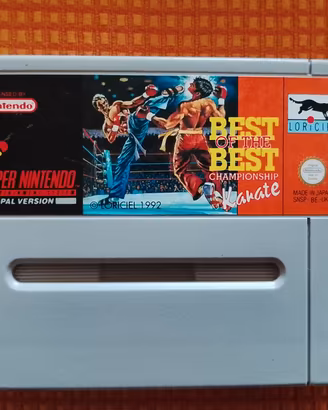 Nintendo
SUPER NINTENDO
PAL VERSION
© LORICIEL 1992
BEST
OF THE
BEST
CHAMPIONSHIP
Karate
LORICIEL
MADE IN JAPAN